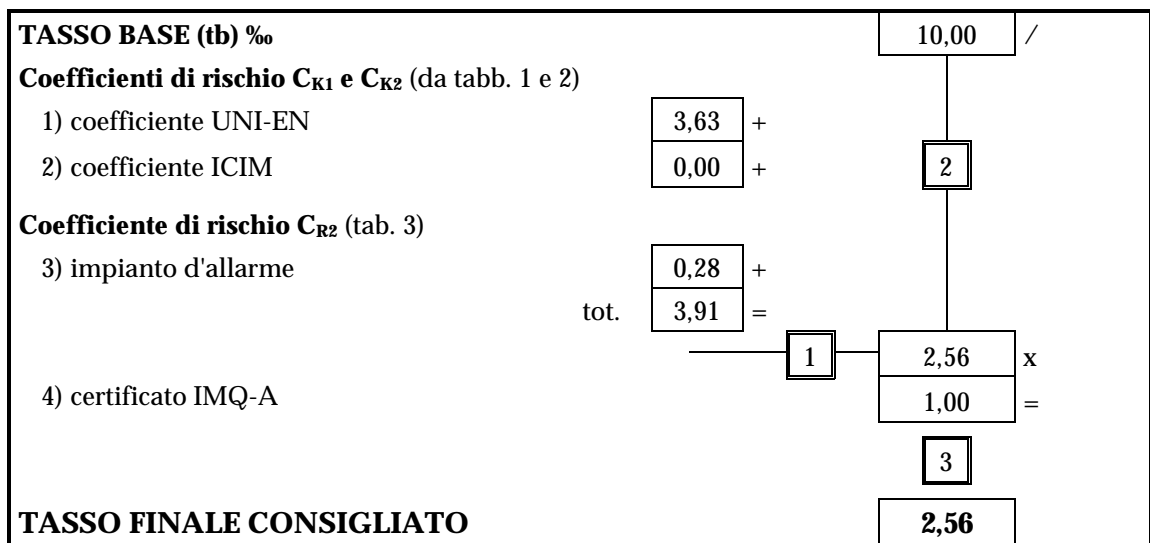 TASSO BASE (tb) ‰ 10,00 /
Coefficienti di rischio CK1 e CK2 (da tabb. 1 e 2)
1) coefficiente UNI-EN 3,63 +
2) coefficiente ICIM 0,00 + 2
Coefficiente di rischio CR2 (tab. 3)
3) impianto d'allarme 0,28 +
tot. 3,91 =
1 2,56 x
4) certificato IMQ-A 1,00 =
3
TASSO FINALE CONSIGLIATO 2,56